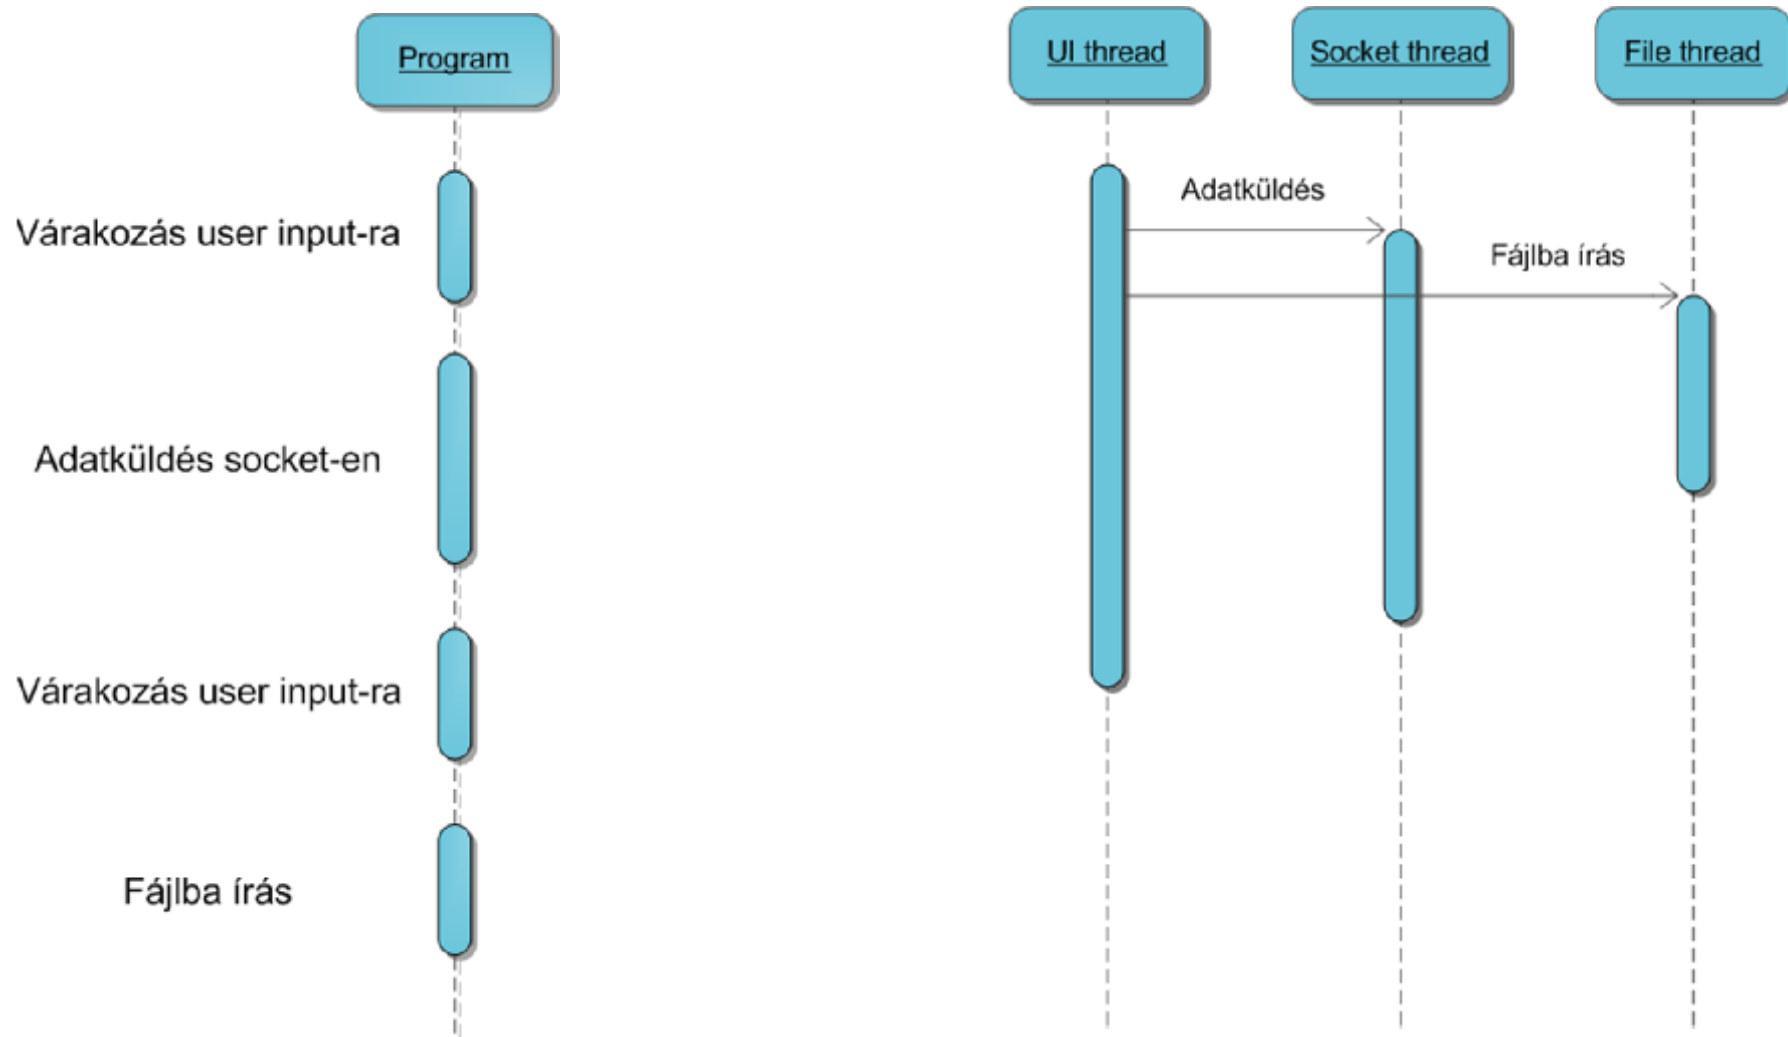 Program
Várakozás user input-ra
Adatküldés socket-en
Várakozás user input-ra
Fájlba írás
UI thread
Socket thread
File thread
Adatküldés
Fájlba írás